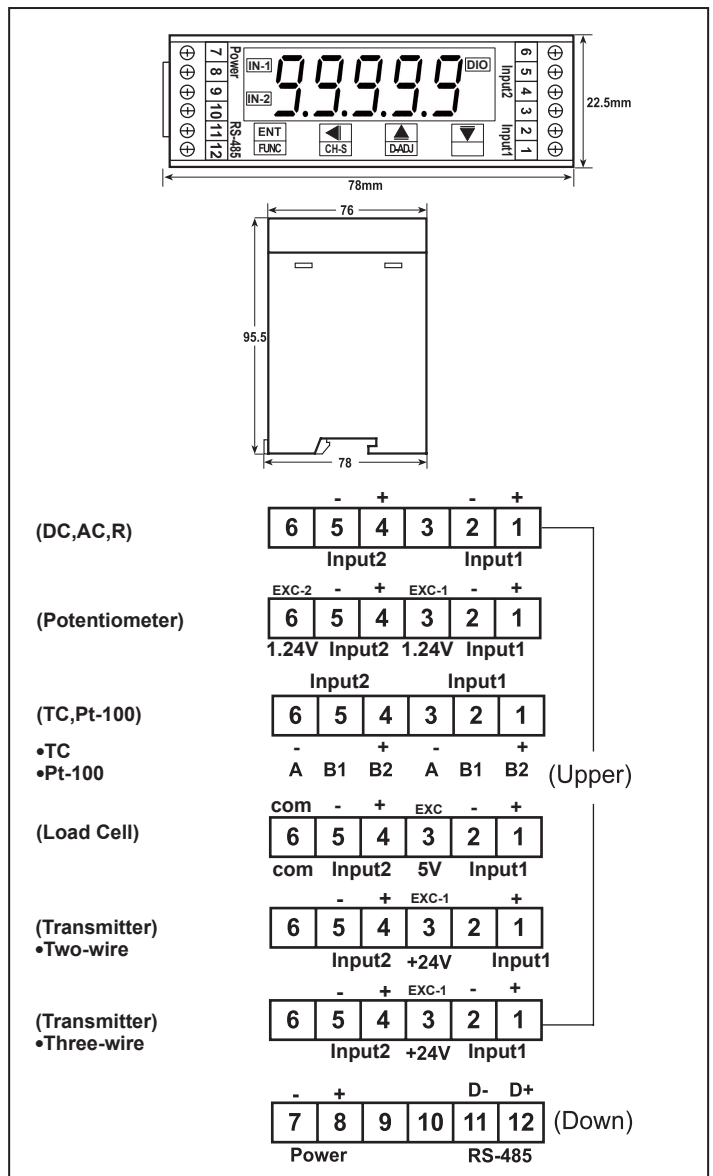 7 8 9 10 11 12
Power
RS-485
IN-1
IN-2
99999
DIO
ENT
FUNC
CH-S
D-ADJ
Input2
Input1
6 5 4 3 2 1
22.5mm
78mm
76
95.5
78
- + - +
(DC,AC,R) 6 5 4 3 2 1
Input2 Input1
EXC-2 - + EXC-1 - +
(Potentiometer) 6 5 4 3 2 1
1.24V Input2 1.24V Input1
Input2 Input1
(TC,Pt-100) 6 5 4 3 2 1
•TC - + - +
•Pt-100 A B1 B2 A B1 B2 (Upper)
com - + EXC - +
(Load Cell) 6 5 4 3 2 1
com Input2 5V Input1
- + EXC-1 +
(Transmitter) 6 5 4 3 2 1
•Two-wire
Input2 +24V Input1
- + EXC-1 - +
(Transmitter) 6 5 4 3 2 1
•Three-wire
Input2 +24V Input1
- + D- D+
7 8 9 10 11 12 (Down)
Power RS-485